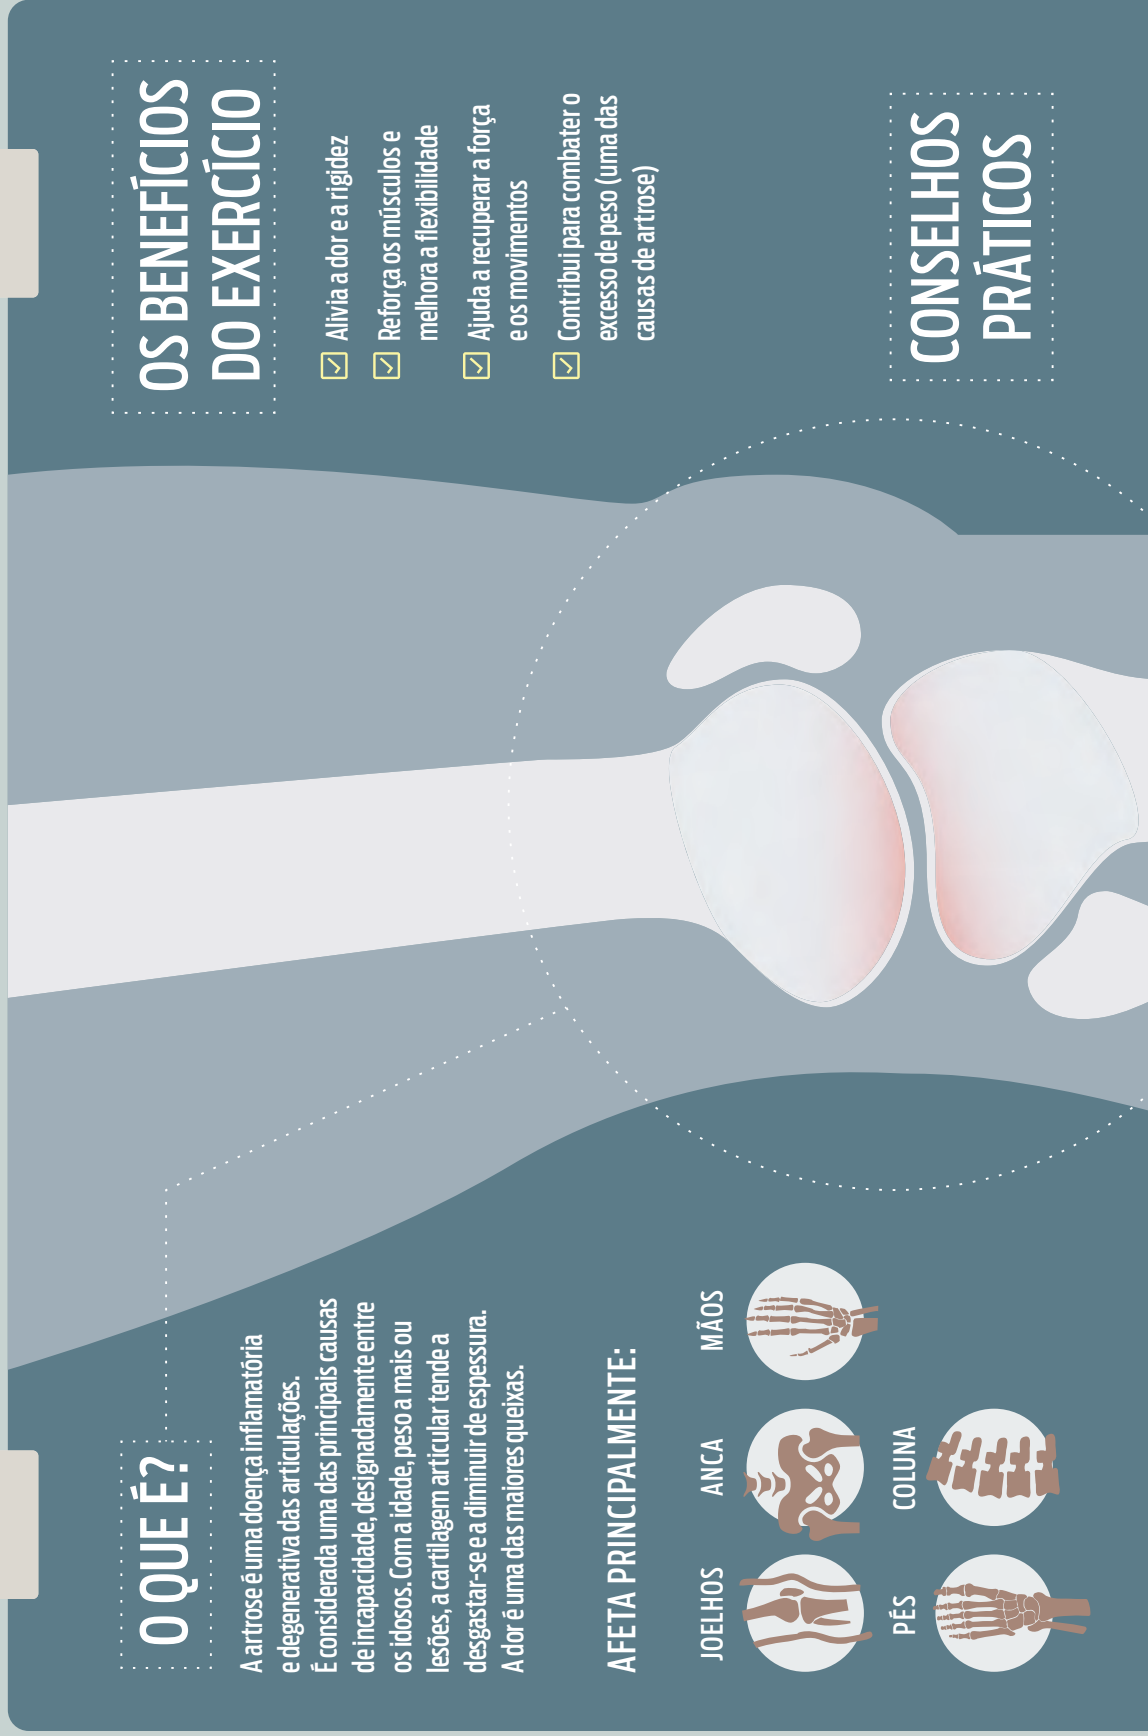 O QUE É?
A artrose é uma doença inflamatória
e degenerativa das articulações.
É considerada uma das principais causas
de incapacidade, designadamente entre
os idosos. Com a idade, peso a mais ou
lesões, a cartilagem articular tende a
desgastar-se e a diminuir de espessura.
A dor é uma das maiores queixas.
AFETA PRINCIPALMENTE:
JOELHOS
ANCA
MÃOS
PÉS
COLUNA
OS BENEFÍCIOS
DO EXERCÍCIO
Alivia a dor e a rigidez
Reforça os músculos e
melhora a flexibilidade
Ajuda a recuperar a força
e os movimentos
Contribui para combater o
excesso de peso (uma das
causas de artrose)
CONSELHOS
PRÁTICOS